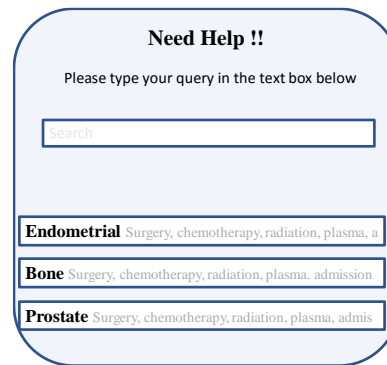 Need Help !!
Please type your query in the text box below
Search
Endometrial Surgery, chemotherapy, radiation, plasma, a
Bone Surgery, chemotherapy, radiation, plasma. admission
Prostate Surgery, chemotherapy, radiation, plasma, admis